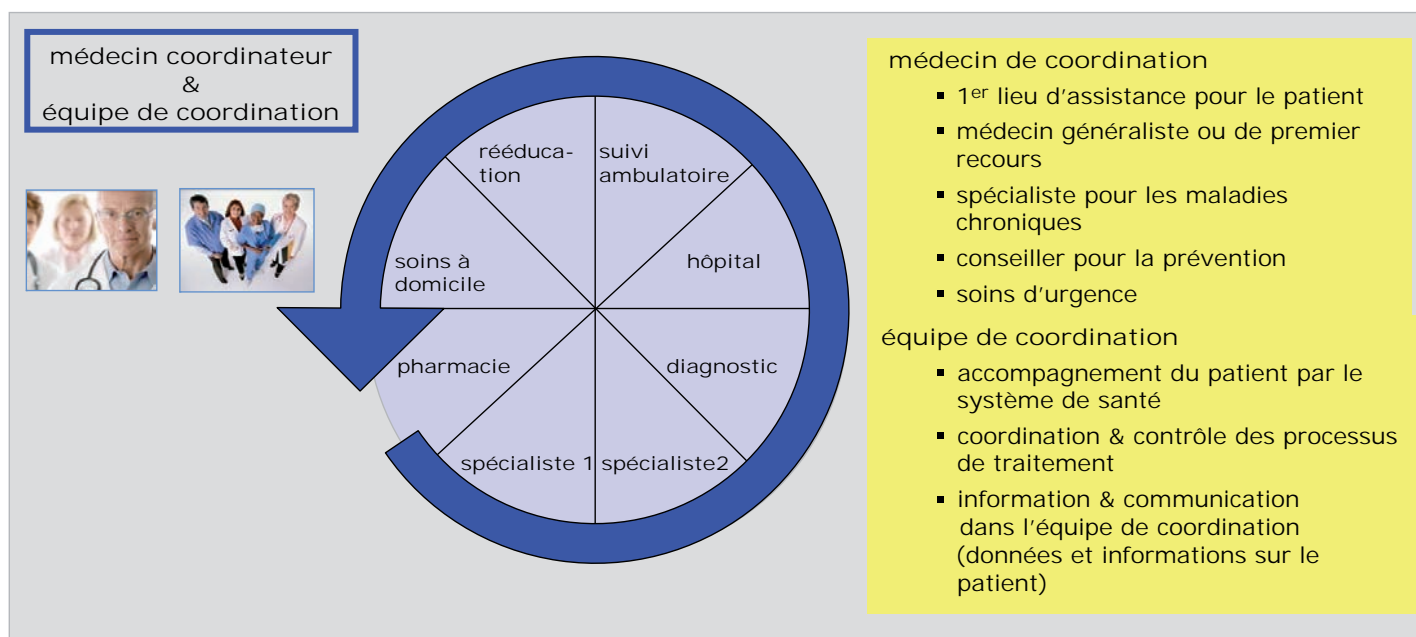 médecin coordinateur
&
équipe de coordination
rééduca-
tion
suivi
ambulatoire
soins à
domicile
hôpital
pharmacie
diagnostic
spécialiste 1
spécialiste2
médecin de coordination
▪ 1er lieu d'assistance pour le patient
▪ médecin généraliste ou de premier
recours
▪ spécialiste pour les maladies
chroniques
▪ conseiller pour la prévention
▪ soins d'urgence
équipe de coordination
▪ accompagnement du patient par le
système de santé
▪ coordination & contrôle des processus
de traitement
▪ information & communication
dans l'équipe de coordination
(données et informations sur le
patient)